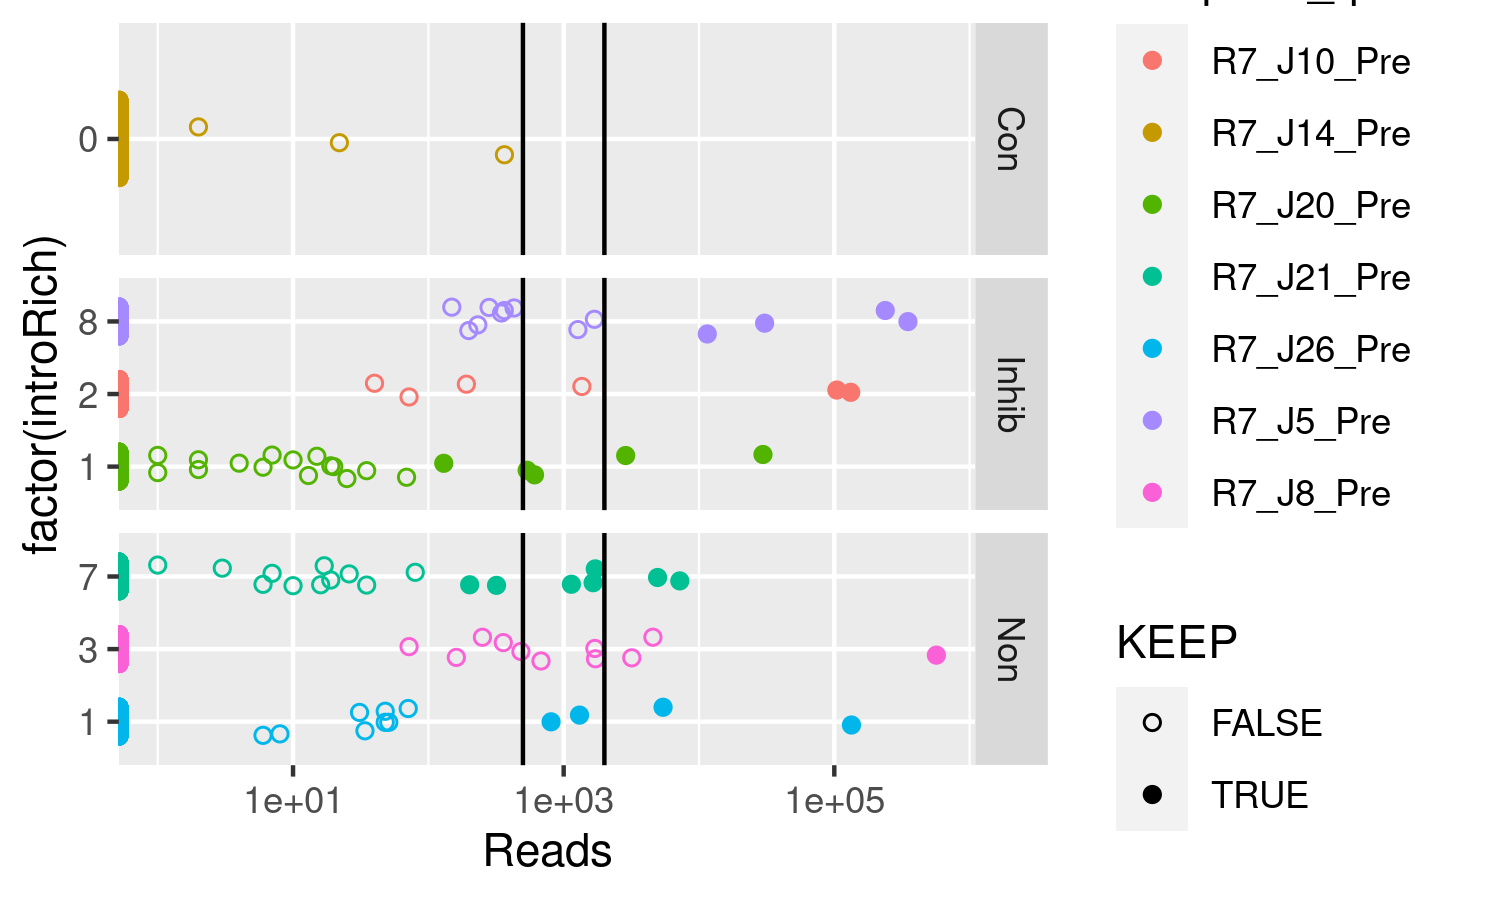 factor(introRich)
0
Con
8
2
1
Inhib
7
3
1
Non
1e+01
1e+03
1e+05
Reads
R7_J10_Pre
R7_J14_Pre
R7_J20_Pre
R7_J21_Pre
R7_J26_Pre
R7_J5_Pre
R7_J8_Pre
KEEP
FALSE
TRUE